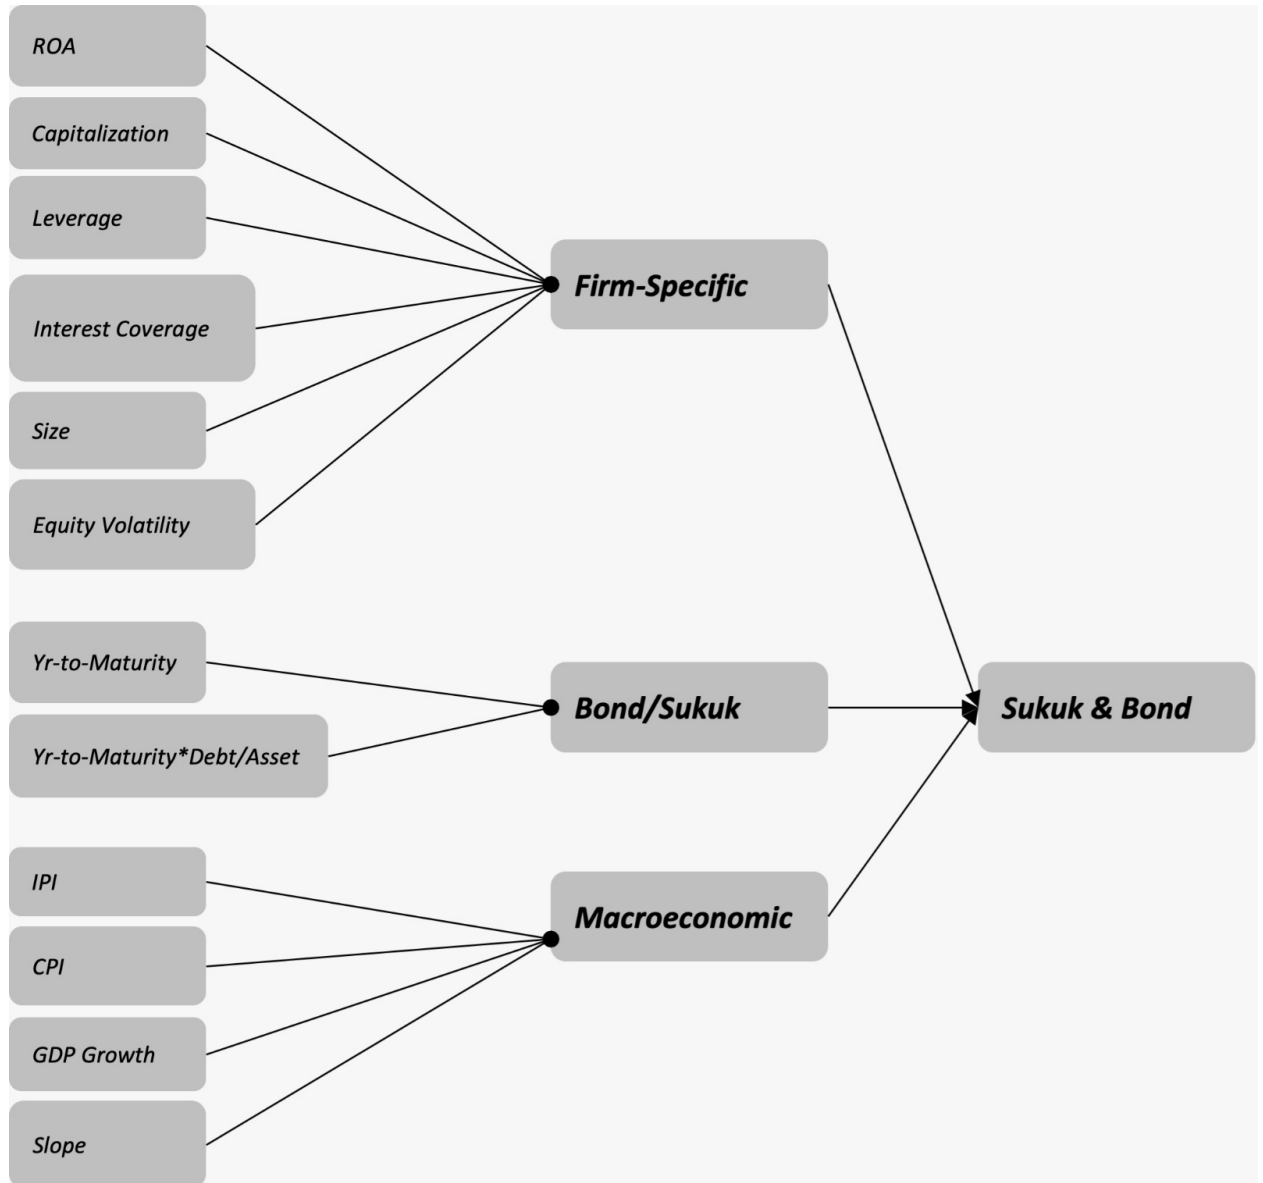 ROA
Capitalization
Leverage
Interest Coverage
Size
Equity Volatility
Firm-Specific
Yr-to-Maturity
Yr-to-Maturity*Debt/Asset
Bond/Sukuk
Sukuk & Bond
IPI
CPI
GDP Growth
Slope
Macroeconomic